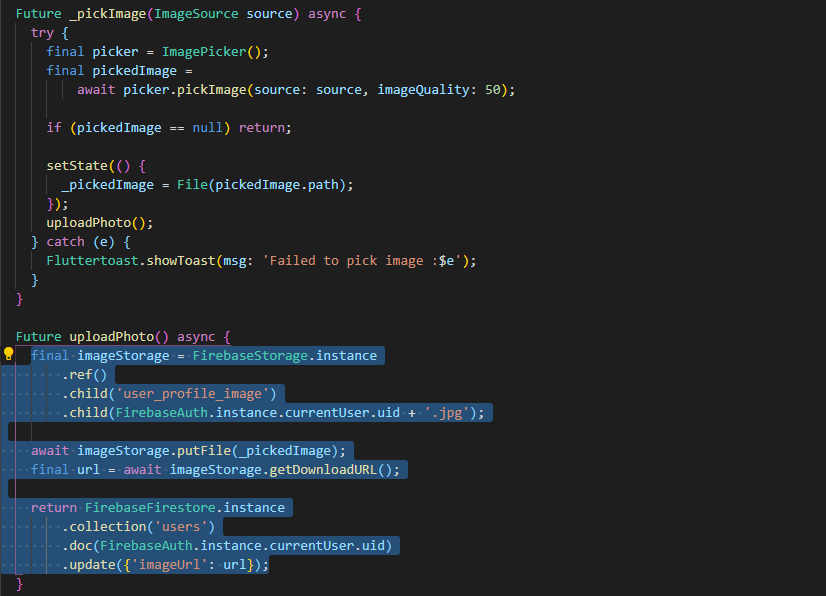 Future _pickImage(ImageSource source) async {
try {
final picker = ImagePicker();
final pickedImage =
await picker.pickImage(source: source, imageQuality: 50);
if (pickedImage == null) return;
setState(() {
_pickedImage = File(pickedImage.path);
});
uploadPhoto();
} catch (e) {
Fluttertoast.showToast(msg: 'Failed to pick image :$e');
}
}
Future uploadPhoto() async {
final imageStorage = FirebaseStorage.instance
.ref()
.child('user_profile_image')
.child(FirebaseAuth.instance.currentUser.uid + '.jpg');
await imageStorage.putFile(_pickedImage);
final url = await imageStorage.getDownloadURL();
return FirebaseFirestore.instance
.collection('users')
.doc(FirebaseAuth.instance.currentUser.uid)
.update({'imageUrl': url});
}